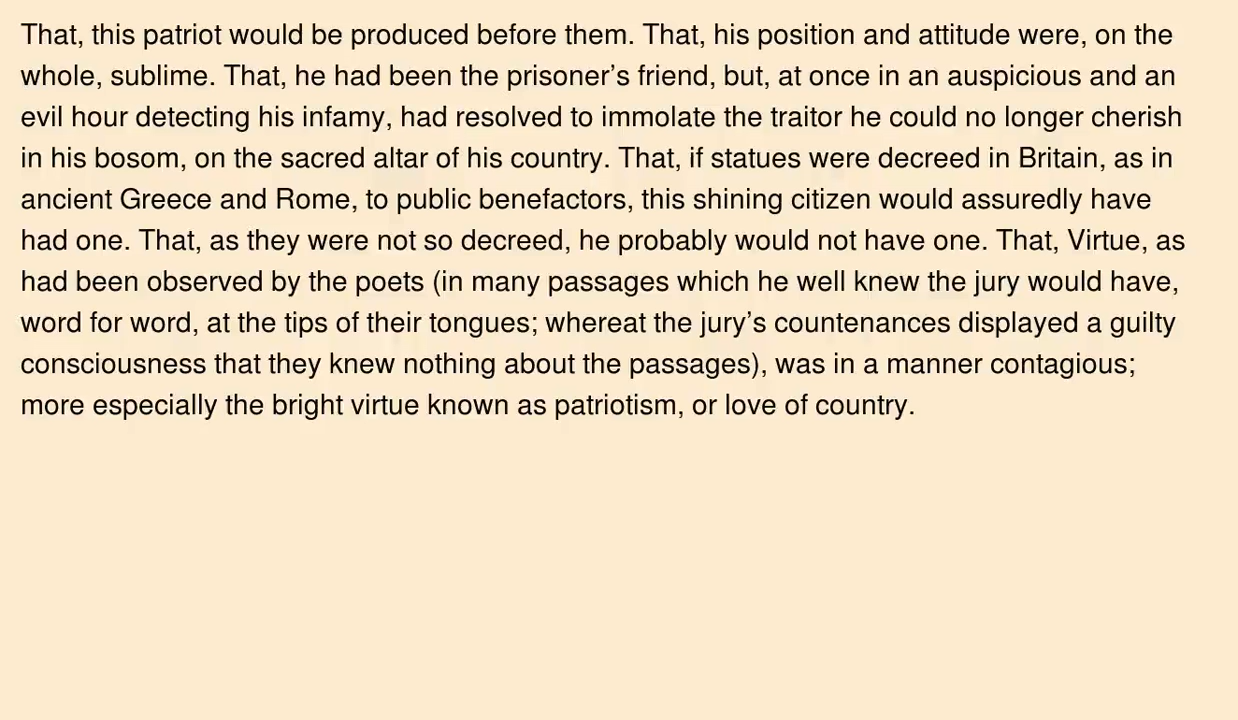 That, this patriot would be produced before them. That, his position and attitude were, on the
whole, sublime. That, he had been the prisoner’s friend, but, at once in an auspicious and an
evil hour detecting his infamy, had resolved to immolate the traitor he could no longer cherish
in his bosom, on the sacred altar of his country. That, if statues were decreed in Britain, as in
ancient Greece and Rome, to public benefactors, this shining citizen would assuredly have
had one. That, as they were not so decreed, he probably would not have one. That, Virtue, as
had been observed by the poets (in many passages which he well knew the jury would have,
word for word, at the tips of their tongues; whereat the jury’s countenances displayed a guilty
consciousness that they knew nothing about the passages), was in a manner contagious;
more especially the bright virtue known as patriotism, or love of country.